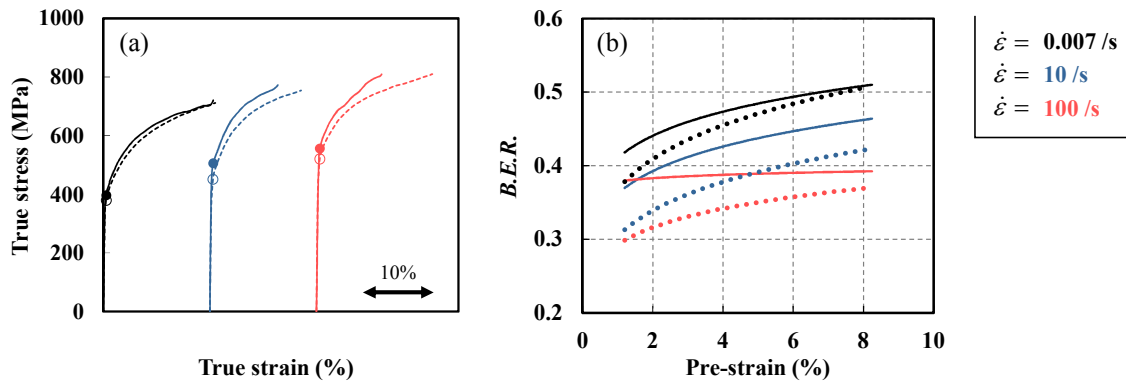 1000
800
600
400
200
0
True stress (MPa)
(a)
10%
True strain (%)
0.6
0.5
0.4
0.3
0.2
B.E.R.
(b)
0
2
4
6
8
10
Pre-strain (%)
ε̇ = 0.007 /s
ε̇ = 10 /s
ε̇ = 100 /s